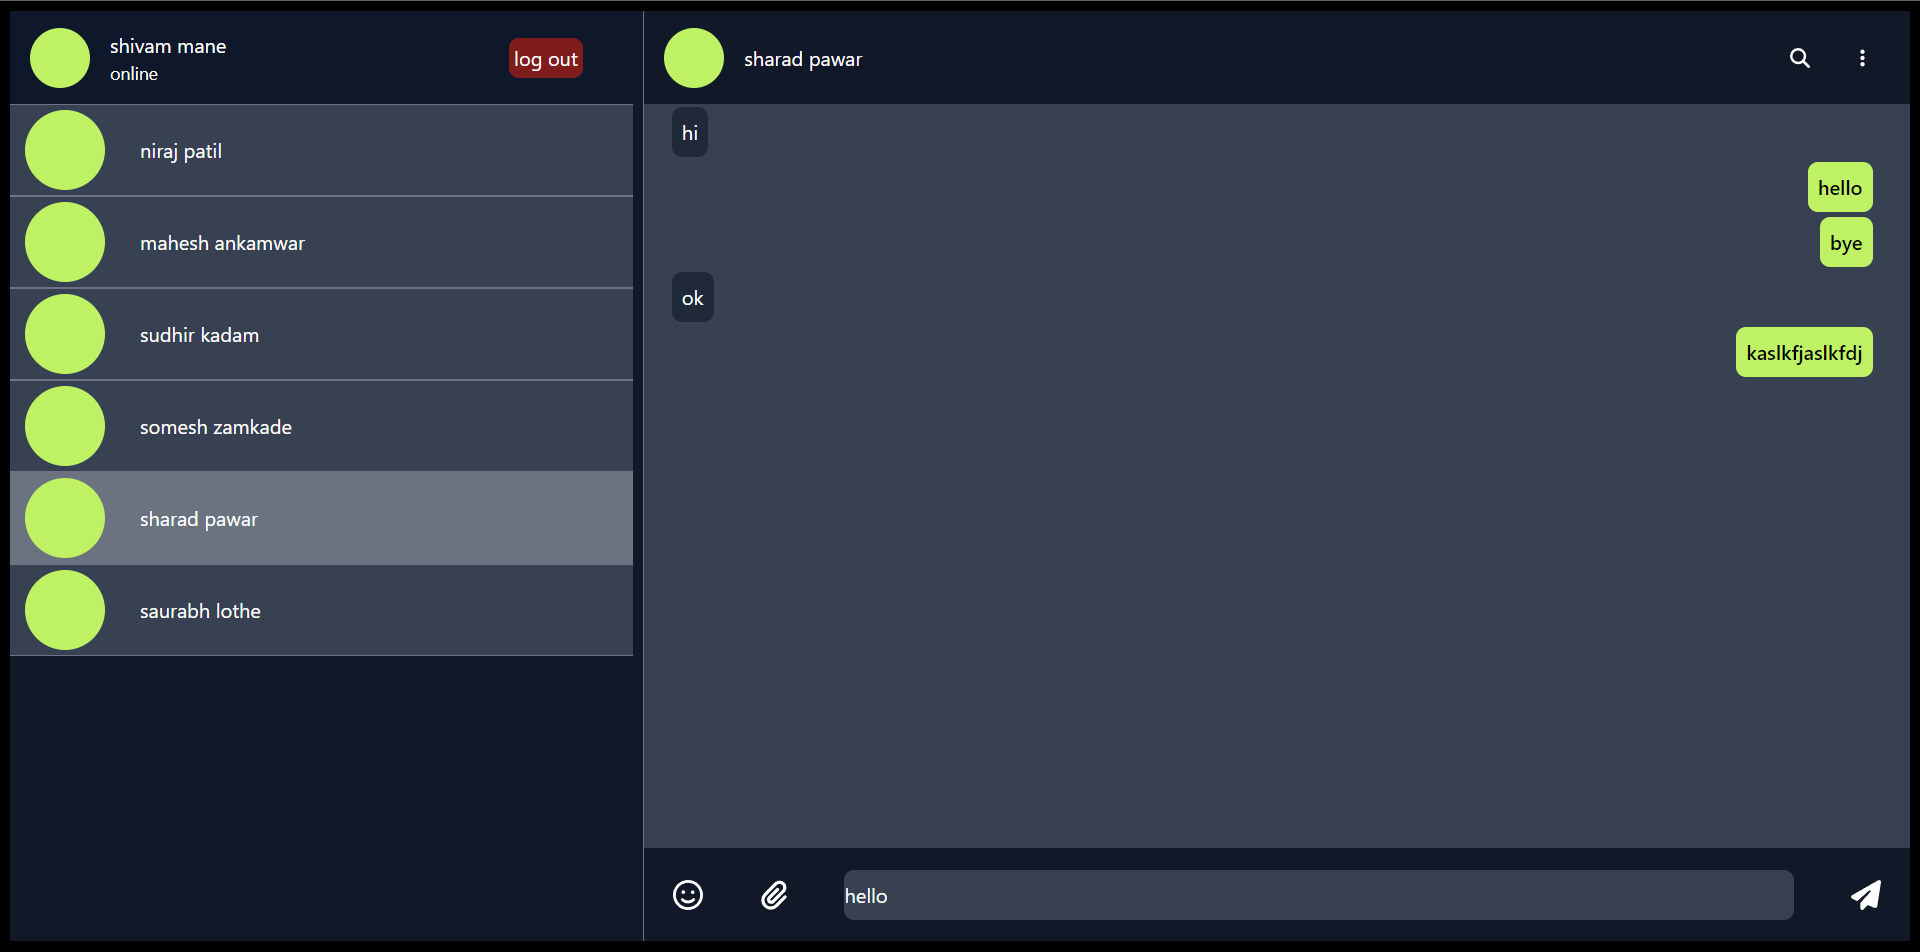 shivam mane
online
log out
niraj patil
mahesh ankamwar
sudhir kadam
somesh zamkade
sharad pawar
saurabh lothe
sharad pawar
hi
hello
bye
ok
kaslkfjaslkfdj
hello